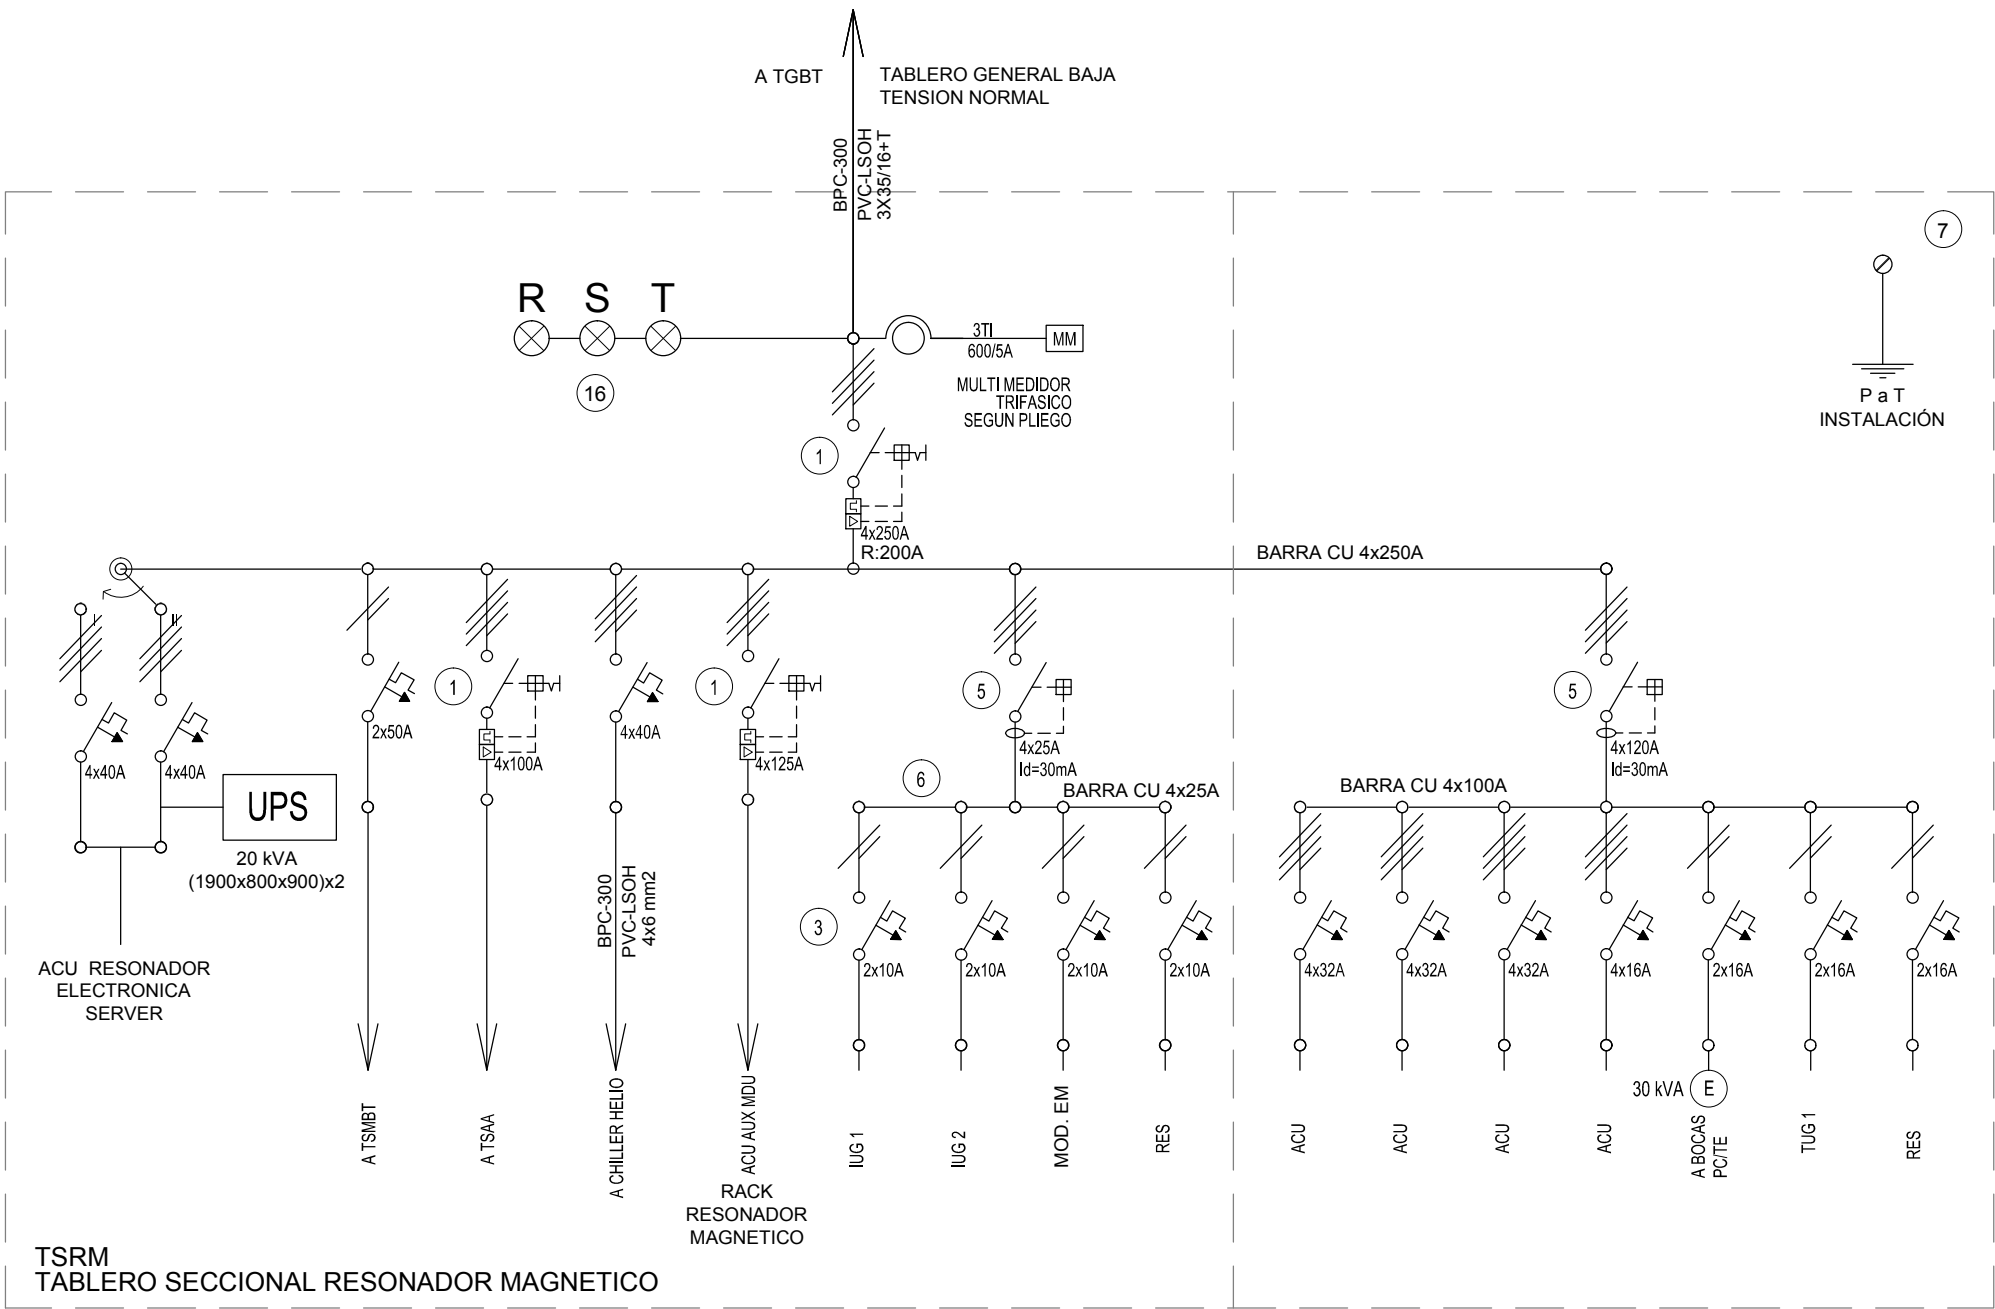 A TGBT
TABLERO GENERAL BAJA
TENSION NORMAL
BPC-300
PVC-LSOH
3X35/16+T
7
R S T
16
3TI
600/5A
MM
MULTI MEDIDOR
TRIFASICO
SEGUN PLIEGO
P a T
INSTALACIÓN
1
4x250A
R:200A
BARRA CU 4x250A
I
II
4x40A
4x40A
UPS
20 kVA
(1900x800x900)x2
ACU RESONADOR
ELECTRONICA
SERVER
2x50A
A TSMBT
1
4x100A
A TSAA
4x40A
BPC-300
PVC-LSOH
4x6 mm2
A CHILLER HELIO
1
4x125A
ACU AUX MDU
RACK
RESONADOR
MAGNETICO
5
4x25A
Id=30mA
6
BARRA CU 4x25A
3
2x10A
2x10A
2x10A
2x10A
IUG 1
IUG 2
MOD. EM
RES
5
4x120A
Id=30mA
BARRA CU 4x100A
4x32A
4x32A
4x32A
4x16A
2x16A
2x16A
2x16A
30 kVA
E
ACU
ACU
ACU
ACU
A BOCAS
PC/TE
TUG 1
RES
TSRM
TABLERO SECCIONAL RESONADOR MAGNETICO